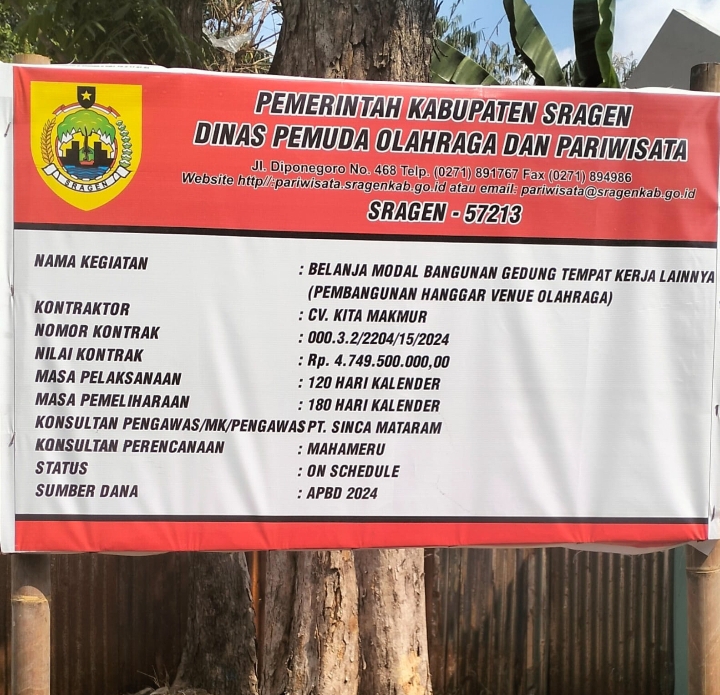 PEMERINTAH KABUPATEN SRAGEN
DINAS PEMUDA OLAHRAGA DAN PARIWISATA
Jl. Diponegoro No. 468 Telp. (0271) 891767 Fax (0271) 894986
Website http//:pariwisata.sragenkab.go.id atau email: pariwisata@sragenkab.go.id
SRAGEN - 57213
SRAGEN
NAMA KEGIATAN : BELANJA MODAL BANGUNAN GEDUNG TEMPAT KERJA LAINNYA
(PEMBANGUNAN HANGGAR VENUE OLAHRAGA)
KONTRAKTOR : CV. KITA MAKMUR
NOMOR KONTRAK : 000.3.2/2204/15/2024
NILAI KONTRAK : Rp. 4.749.500.000,00
MASA PELAKSANAAN : 120 HARI KALENDER
MASA PEMELIHARAAN : 180 HARI KALENDER
KONSULTAN PENGAWAS/MK/PENGAWAS PT. SINCA MATARAM
KONSULTAN PERENCANAAN : MAHAMERU
STATUS : ON SCHEDULE
SUMBER DANA : APBD 2024